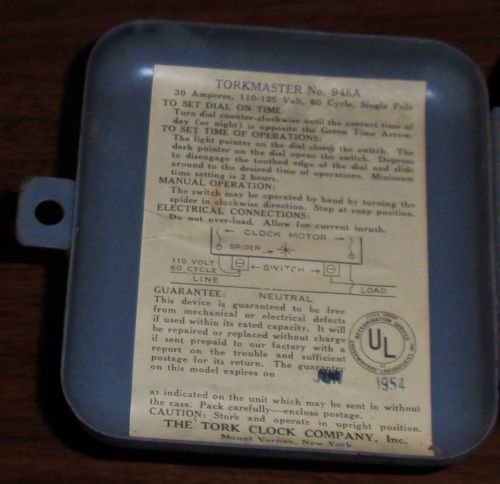 TORKMASTER No. 948A
30 Amperes, 110-125 Volt, 60 Cycle, Single Pole
TO SET DIAL ON TIME:
Turn dial counter-clockwise until the correct time of
day (or night) is opposite the Green Time Arrow.
TO SET TIME OF OPERATIONS:
The light pointer on the dial closes the switch. The
dark pointer on the dial opens the switch. Depress
to disengage the toothed edge of the dial and slide
around to the desired time of operations. Minimum
time setting is 2 hours.
MANUAL OPERATION:
The switch may be operated by hand by turning the
spider in clockwise direction. Stop at snap position.
ELECTRICAL CONNECTIONS:
Do not over-load. Allow for current inrush.
CLOCK MOTOR
SPIDER
110 VOLT
60 CYCLE
SWITCH
LINE
LOAD
NEUTRAL
GUARANTEE:
This device is guaranteed to be free
from mechanical or electrical defects
if used within its rated capacity. It will
be repaired or replaced without charge
if sent prepaid to our factory with a
report on the trouble and sufficient
postage for its return. The guarantee
on this model expires on
1954
UL
as indicated on the unit which may be sent in without
the case. Pack carefully—enclose postage.
CAUTION: Store and operate in upright position.
THE TORK CLOCK COMPANY, Inc.
Mount Vernon, New York